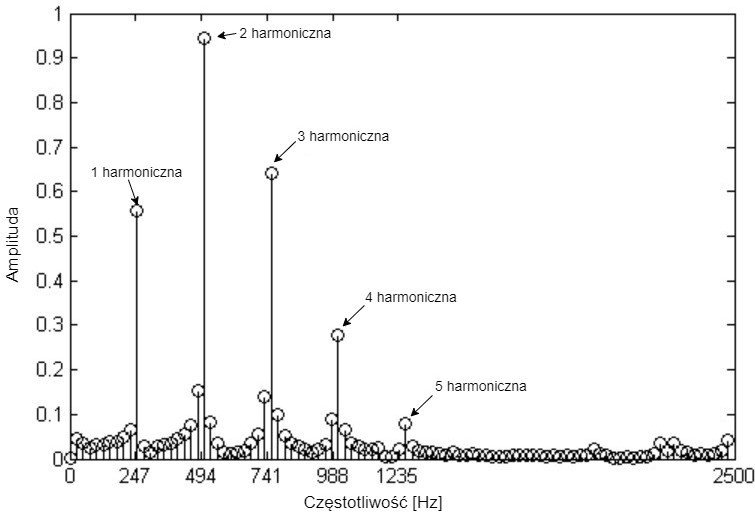 1
2 harmoniczna
0.9
0.8
0.7
3 harmoniczna
1 harmoniczna
0.6
0.5
Amplituda
0.4
4 harmoniczna
0.3
0.2
5 harmoniczna
0.1
0
0 247 494 741 988 1235 2500
Częstotliwość [Hz]